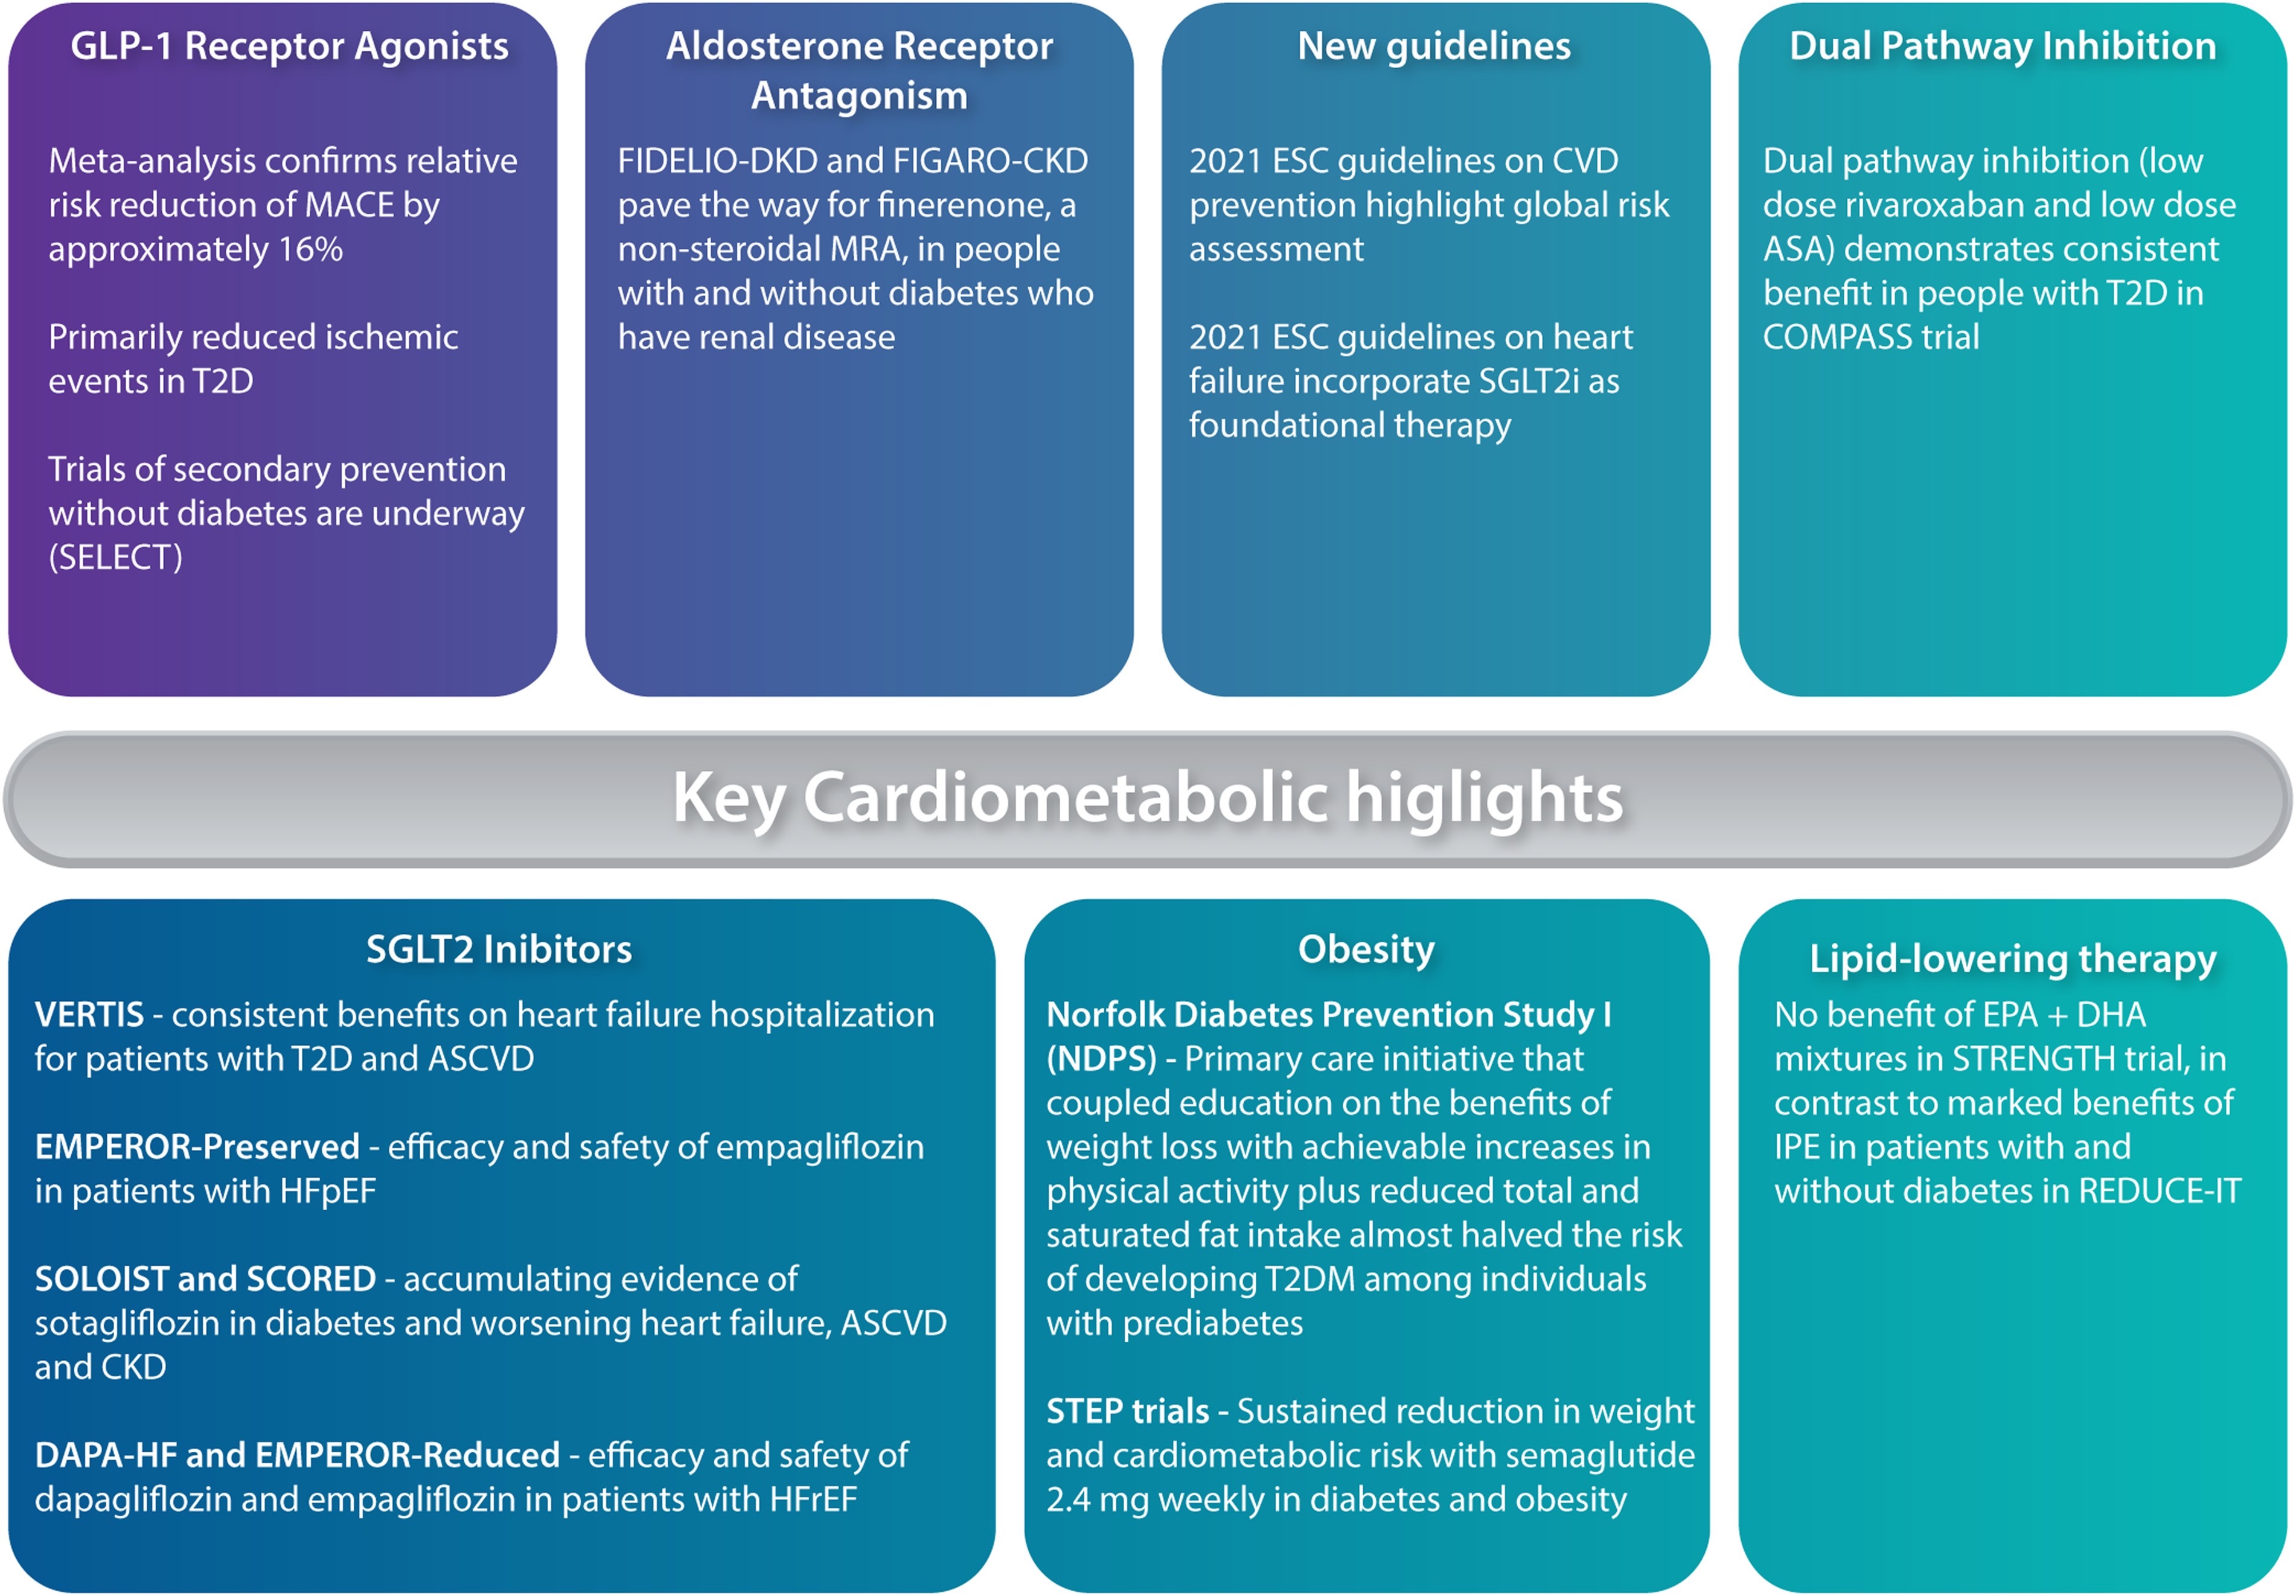 GLP-1 Receptor Agonists
Meta-analysis confirms relative
risk reduction of MACE by
approximately 16%
Primarily reduced ischemic
events in T2D
Trials of secondary prevention
without diabetes are underway
(SELECT)
Aldosterone Receptor
Antagonism
FIDELIO-DKD and FIGARO-CKD
pave the way for finerenone, a
non-steroidal MRA, in people
with and without diabetes who
have renal disease
New guidelines
2021 ESC guidelines on CVD
prevention highlight global risk
assessment
2021 ESC guidelines on heart
failure incorporate SGLT2i as
foundational therapy
Dual Pathway Inhibition
Dual pathway inhibition (low
dose rivaroxaban and low dose
ASA) demonstrates consistent
benefit in people with T2D in
COMPASS trial
Key Cardiometabolic higlights
SGLT2 Inibitors
VERTIS - consistent benefits on heart failure hospitalization
for patients with T2D and ASCVD
EMPEROR-Preserved - efficacy and safety of empagliflozin
in patients with HFpEF
SOLOIST and SCORED - accumulating evidence of
sotagliflozin in diabetes and worsening heart failure, ASCVD
and CKD
DAPA-HF and EMPEROR-Reduced - efficacy and safety of
dapagliflozin and empagliflozin in patients with HFrEF
Obesity
Norfolk Diabetes Prevention Study I
(NDPS) - Primary care initiative that
coupled education on the benefits of
weight loss with achievable increases in
physical activity plus reduced total and
saturated fat intake almost halved the risk
of developing T2DM among individuals
with prediabetes
STEP trials - Sustained reduction in weight
and cardiometabolic risk with semaglutide
2.4 mg weekly in diabetes and obesity
Lipid-lowering therapy
No benefit of EPA + DHA
mixtures in STRENGTH trial, in
contrast to marked benefits of
IPE in patients with and
without diabetes in REDUCE-IT